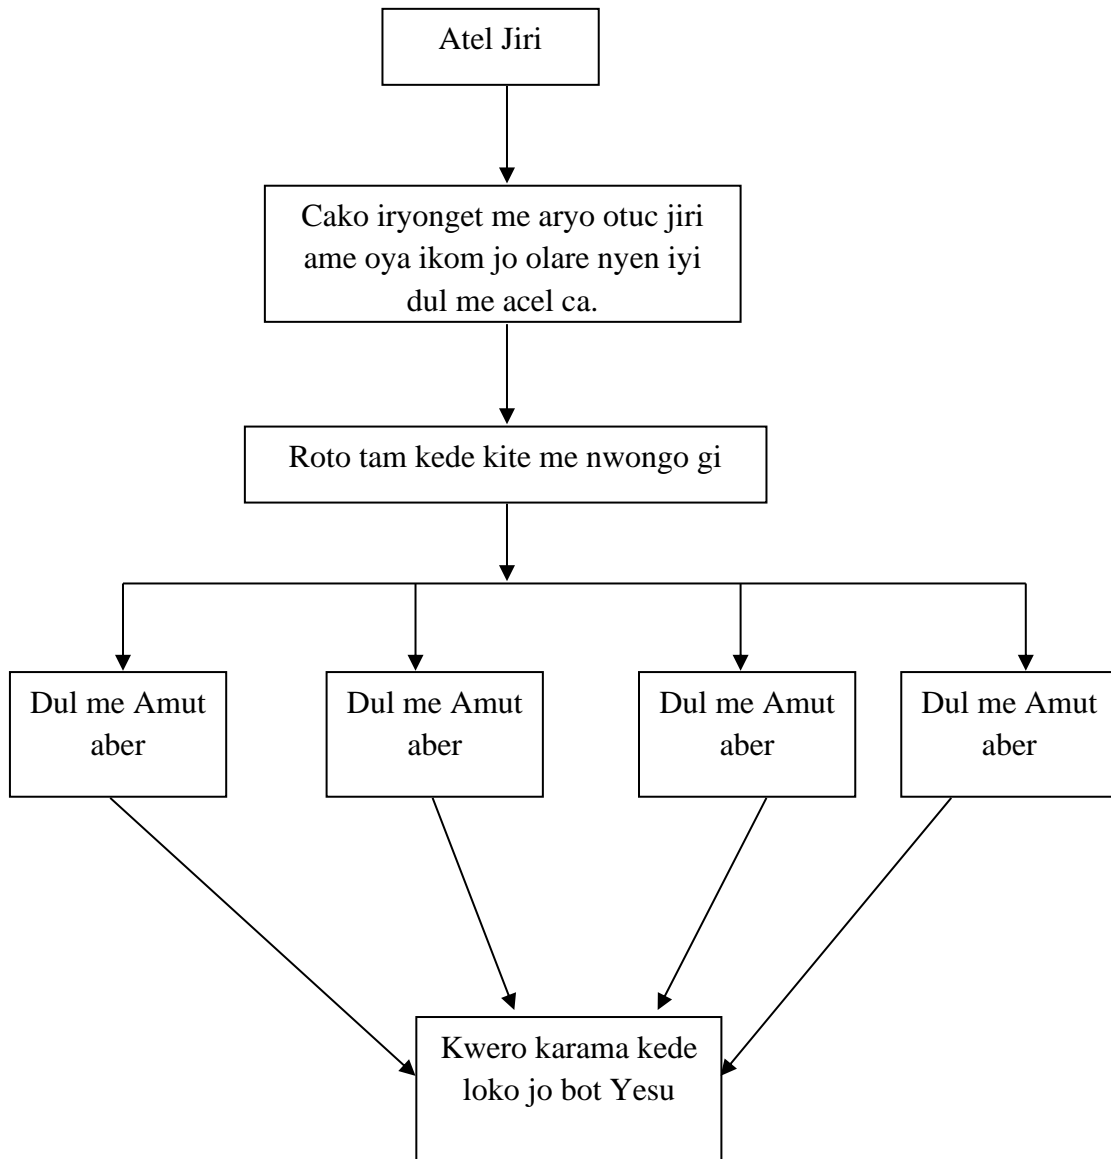 Atel Jiri
Cako iryonget me aryo otuc jiri
ame oya ikom jo olare nyen iyi
dul me acel ca.
Roto tam kede kite me nwongo gi
Dul me Amut
aber
Dul me Amut
aber
Dul me Amut
aber
Dul me Amut
aber
Kwero karama kede
loko jo bot Yesu